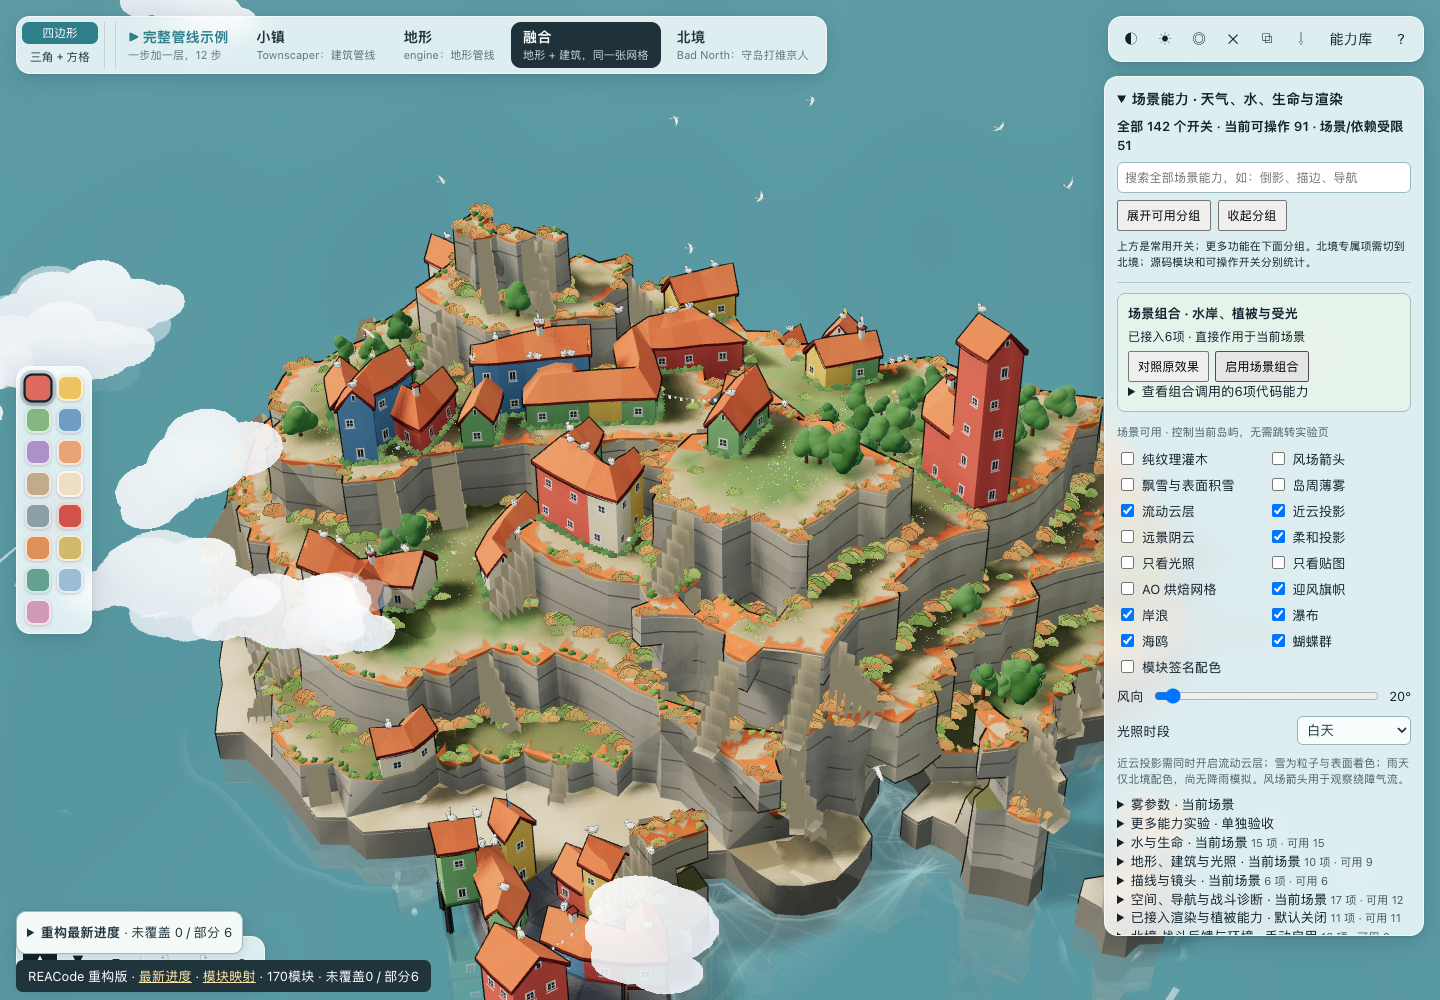 四边形
三角 + 方格
▶ 完整管线示例
一步加一层，12 步
小镇
Townscaper：建筑管线
地形
engine：地形管线
融合
地形 + 建筑，同一张网格
北境
Bad North：守岛打维京人
能力库
?
▼ 场景能力 · 天气、水、生命与渲染
全部 142 个开关 · 当前可操作 91 · 场景/依赖受限
51
搜索全部场景能力，如：倒影、描边、导航
展开可用分组
收起分组
上方是常用开关；更多功能在下面分组。北境专属项需切到
北境；源码模块和可操作开关分别统计。
场景组合 · 水岸、植被与受光
已接入6项 · 直接作用于当前场景
对照原效果
启用场景组合
▶ 查看组合调用的6项代码能力
场景可用 · 控制当前岛屿，无需跳转实验页
纯纹理灌木
风场箭头
飘雪与表面积雪
岛周薄雾
流动云层
近云投影
远景阴云
柔和投影
只看光照
只看贴图
AO 烘焙网格
迎风旗帜
岸浪
瀑布
海鸥
蝴蝶群
模块签名配色
风向
20°
光照时段
白天
近云投影需同时开启流动云层；雪为粒子与表面着色；雨天
仅北境配色，尚无降雨模拟。风场箭头用于观察绕障气流。
▶ 雾参数 · 当前场景
▶ 更多能力实验 · 单独验收
▶ 水与生命 · 当前场景 15 项 · 可用 15
▶ 地形、建筑与光照 · 当前场景 10 项 · 可用 9
▶ 描线与镜头 · 当前场景 6 项 · 可用 6
▶ 空间、导航与战斗诊断 · 当前场景 17 项 · 可用 12
▶ 已接入渲染与植被能力 · 默认关闭 11 项 · 可用 11
▶ 重构最新进度 · 未覆盖 0 / 部分 6
REACode 重构版 · 最新进度 · 模块映射 · 170模块 · 未覆盖0 / 部分6